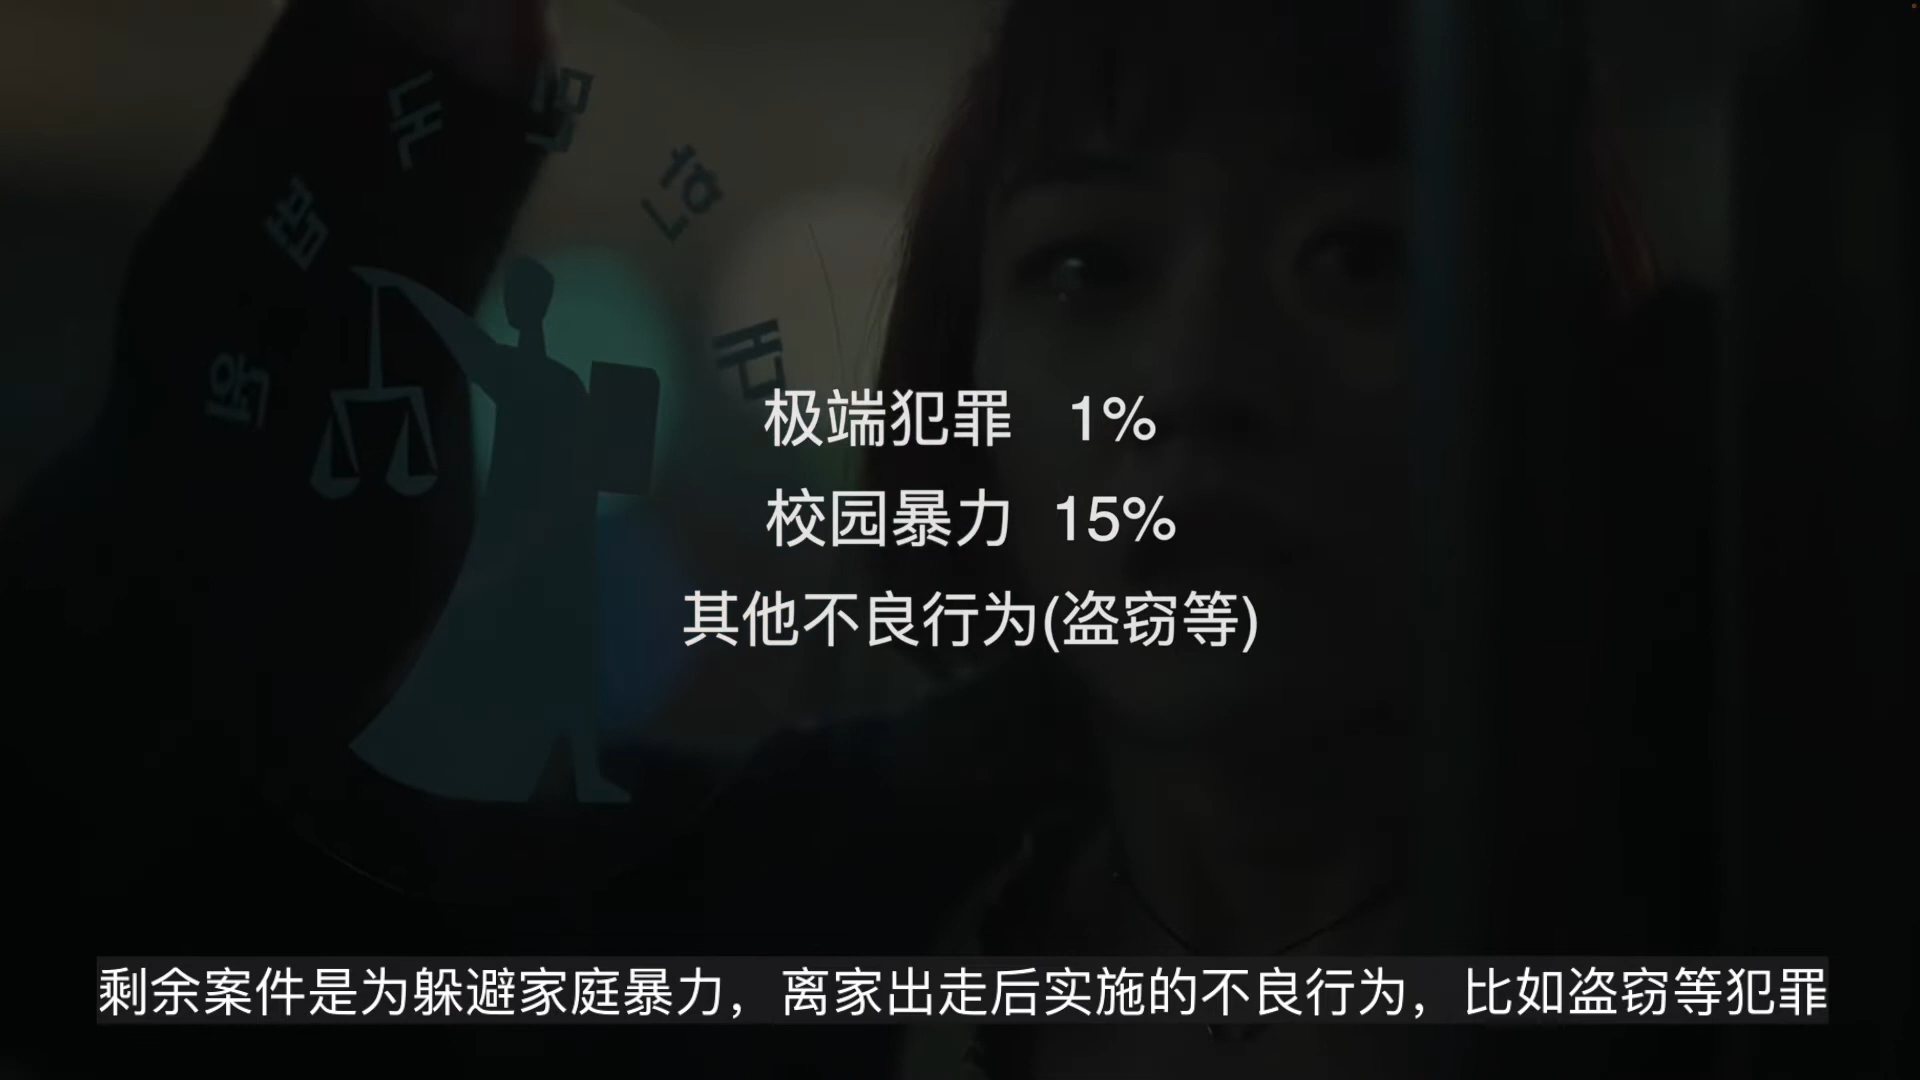 极端犯罪 1%
校园暴力 15%
其他不良行为(盗窃等)
剩余案件是为躲避家庭暴力，离家出走后实施的不良行为，比如盗窃等犯罪